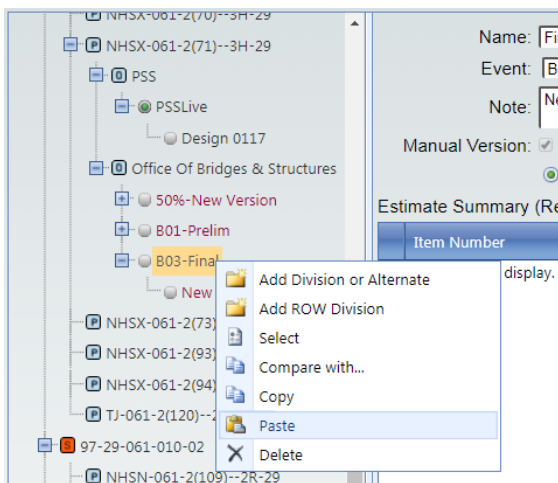 NHSX-061-2(70)--3H-29
NHSX-061-2(71)--3H-29
PSS
PSSLive
Design 0117
Office Of Bridges & Structures
50%-New Version
B01-Prelim
B03-Final
New
NHSX-061-2(73)
NHSX-061-2(93)
NHSX-061-2(94)
TJ-061-2(120)--2
97-29-061-010-02
NHSN-061-2(109)--2R-29
Add Division or Alternate
Add ROW Division
Select
Compare with...
Copy
Paste
Delete
Name: Fi
Event: B
Note: Ne
Manual Version:
Estimate Summary (Re
Item Number
display.